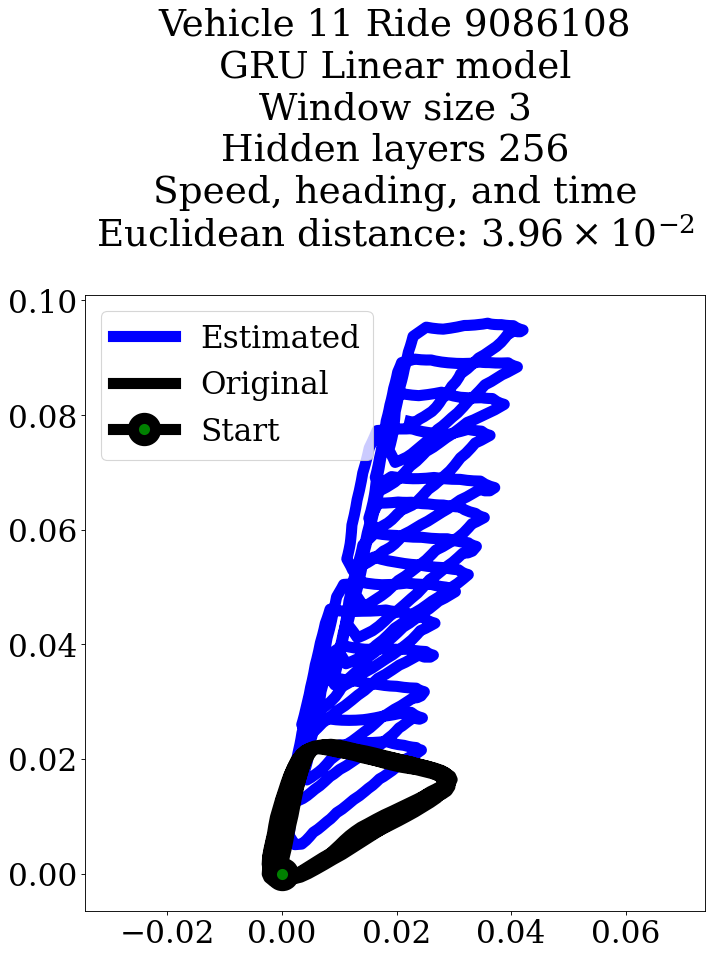 Vehicle 11 Ride 9086108
GRU Linear model
Window size 3
Hidden layers 256
Speed, heading, and time
Euclidean distance: 3.96 × 10⁻²
0.10
0.08
0.06
0.04
0.02
0.00
Estimated
Original
Start
−0.02 0.00 0.02 0.04 0.06